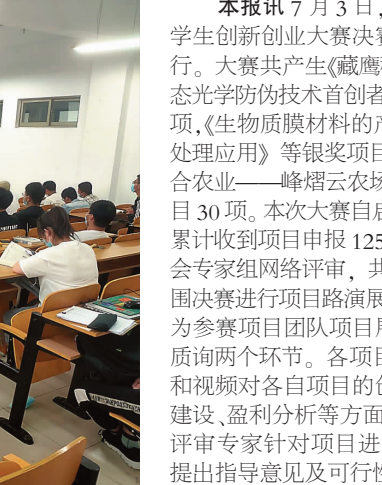 本报讯 7 月 3 日，
学生创新创业大赛决赛
行。大赛共产生《藏鹰
态光学防伪技术首创者
项，《生物质膜材料的产
处理应用》等银奖项目
合农业——峰熠云农场
目 30 项。本次大赛自启
累计收到项目申报 125
会专家组网络评审，共
围决赛进行项目路演展
为参赛项目团队项目展
质询两个环节。各项目
和视频对各自项目的创
建设、盈利分析等方面
评审专家针对项目进
提出指导意见及可行性